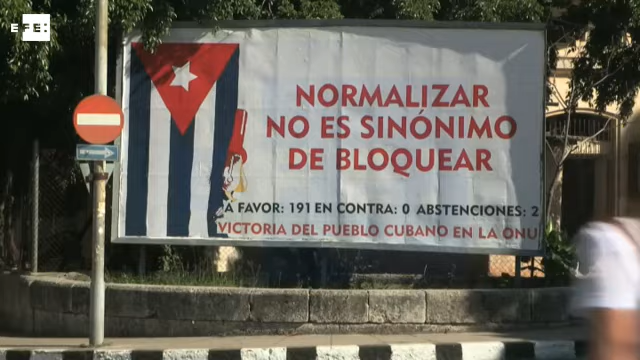 EFE:
NORMALIZAR
NO ES SINÓNIMO
DE BLOQUEAR
A FAVOR: 191 EN CONTRA: 0 ABSTENCIONES: 2
VICTORIA DEL PUEBLO CUBANO EN LA ONU